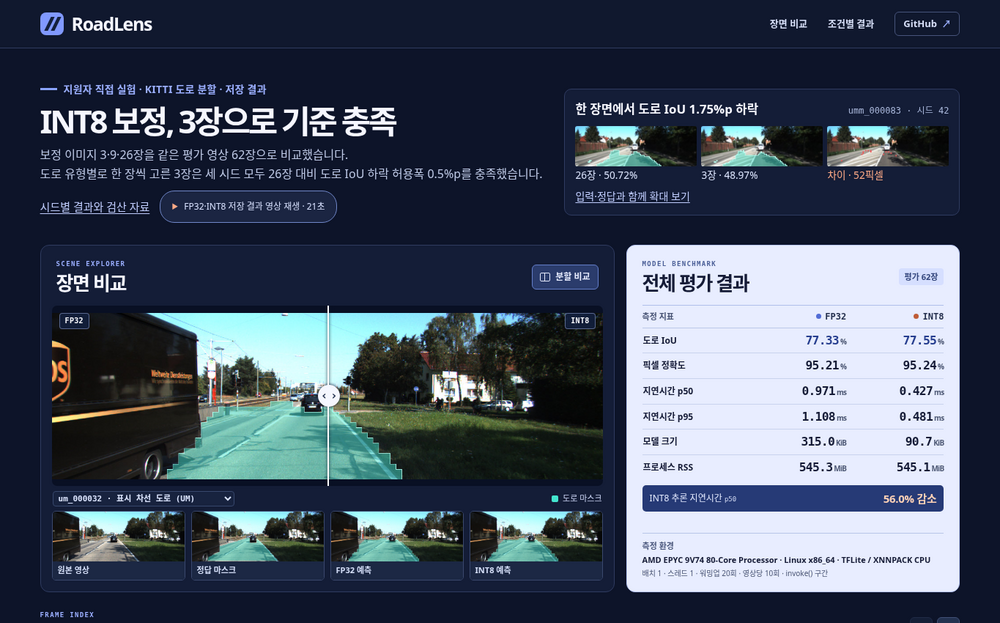 RoadLens
장면 비교
조건별 결과
GitHub ↗
지원자 직접 실험 · KITTI 도로 분할 · 저장 결과
INT8 보정, 3장으로 기준 충족
보정 이미지 3·9·26장을 같은 평가 영상 62장으로 비교했습니다.
도로 유형별로 한 장씩 고른 3장은 세 시드 모두 26장 대비 도로 IoU 하락 허용폭 0.5%p를 충족했습니다.
시드별 결과와 검산 자료
▶ FP32·INT8 저장 결과 영상 재생 · 21초
한 장면에서 도로 IoU 1.75%p 하락
umm_000083 · 시드 42
26장 · 50.72%
3장 · 48.97%
차이 · 52픽셀
입력·정답과 함께 확대 보기
SCENE EXPLORER
장면 비교
분할 비교
FP32
INT8
Weltweite Dienstleistungen
um_000032 · 표시 차선 도로 (UM)
도로 마스크
원본 영상
정답 마스크
FP32 예측
INT8 예측
MODEL BENCHMARK
전체 평가 결과
평가 62장
측정 지표 FP32 INT8
도로 IoU 77.33% 77.55%
픽셀 정확도 95.21% 95.24%
지연시간 p50 0.971ms 0.427ms
지연시간 p95 1.108ms 0.481ms
모델 크기 315.0KiB 90.7KiB
프로세스 RSS 545.3MiB 545.1MiB
INT8 추론 지연시간 p50 56.0% 감소
측정 환경
AMD EPYC 9V74 80-Core Processor · Linux x86_64 · TFLite / XNNPACK CPU
배치 1 · 스레드 1 · 워밍업 20회 · 영상당 10회 · invoke() 구간
FRAME INDEX